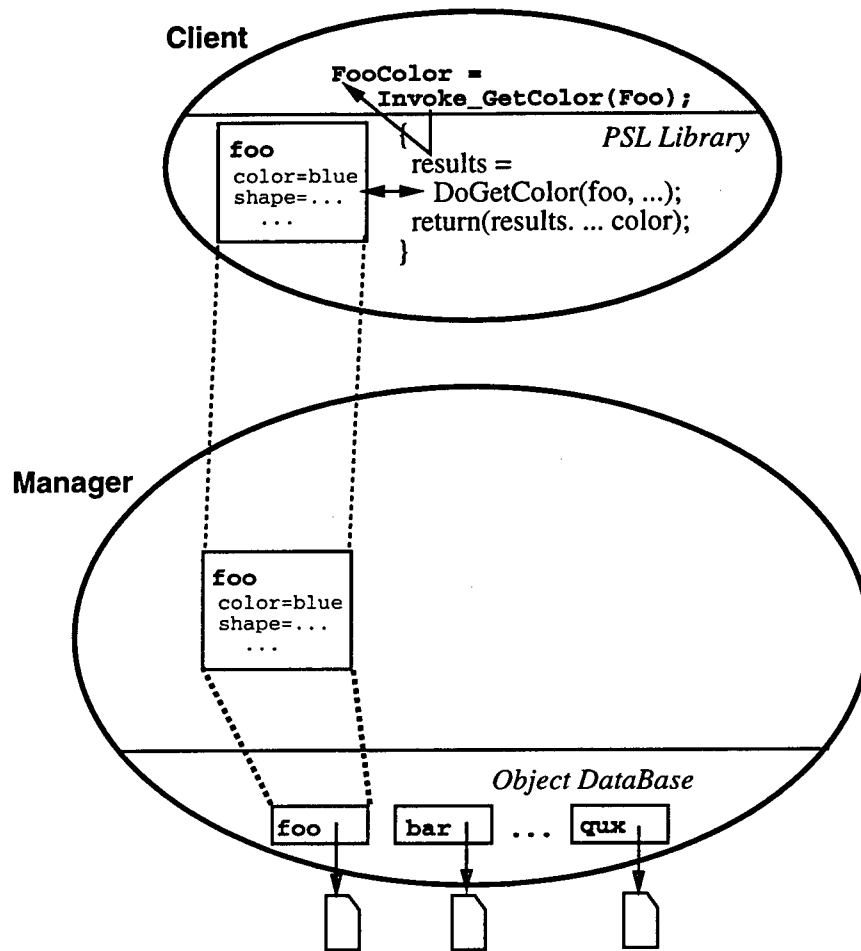 Client
FooColor =
Invoke_GetColor(Foo);
PSL Library
foo
color=blue
shape=...
...
{
results =
DoGetColor(foo, ...);
return(results. ... color);
}
Manager
foo
color=blue
shape=...
...
Object DataBase
foo
bar
...
qux